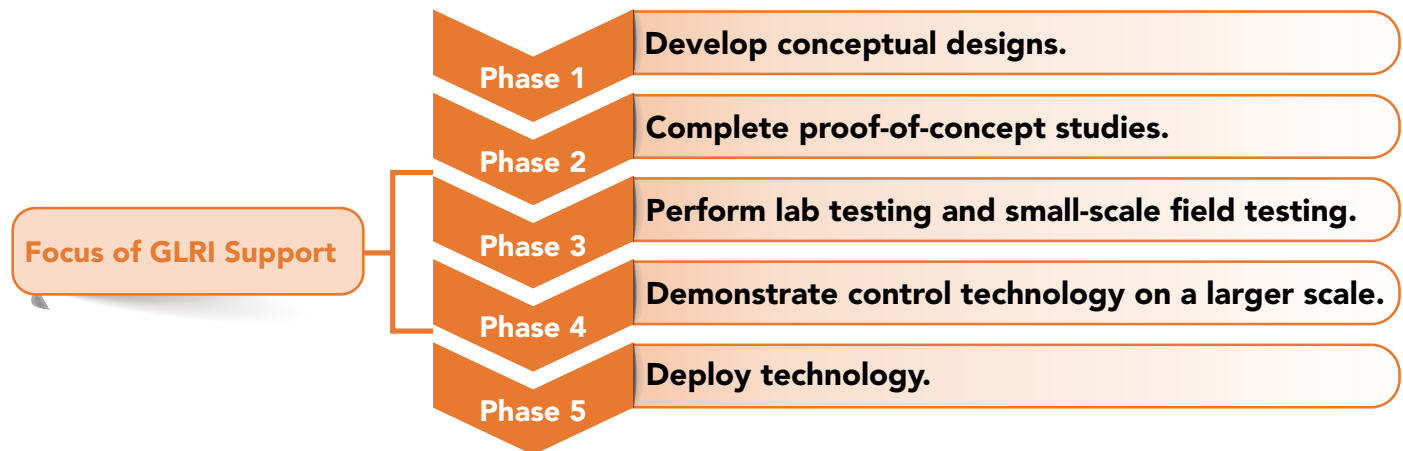 Phase 1
Develop conceptual designs.
Phase 2
Complete proof-of-concept studies.
Focus of GLRI Support
Phase 3
Perform lab testing and small-scale field testing.
Phase 4
Demonstrate control technology on a larger scale.
Phase 5
Deploy technology.